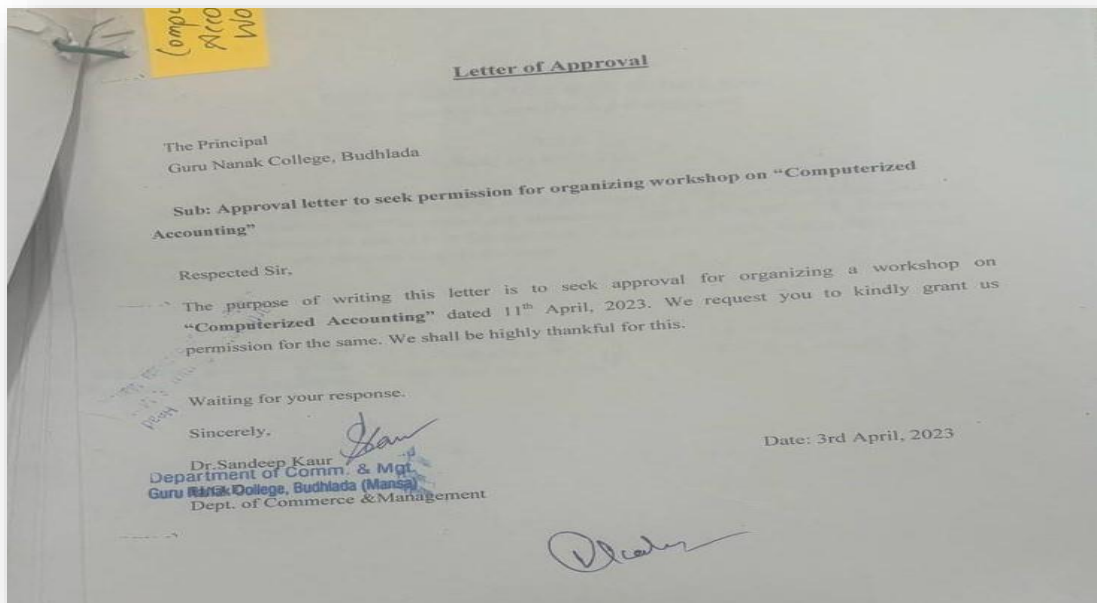 Compu
Acco
Wo
Letter of Approval
The Principal
Guru Nanak College, Budhlada
Sub: Approval letter to seek permission for organizing workshop on “Computerized
Accounting”
Respected Sir,
The purpose of writing this letter is to seek approval for organizing a workshop on
“Computerized Accounting” dated 11th April, 2023. We request you to kindly grant us
permission for the same. We shall be highly thankful for this.
Waiting for your response.
Sincerely,
Date: 3rd April, 2023
Dr.Sandeep Kaur
Department of Comm. & Mgt.
Guru Nanak College, Budhlada (Mansa)
Dept. of Commerce &Management